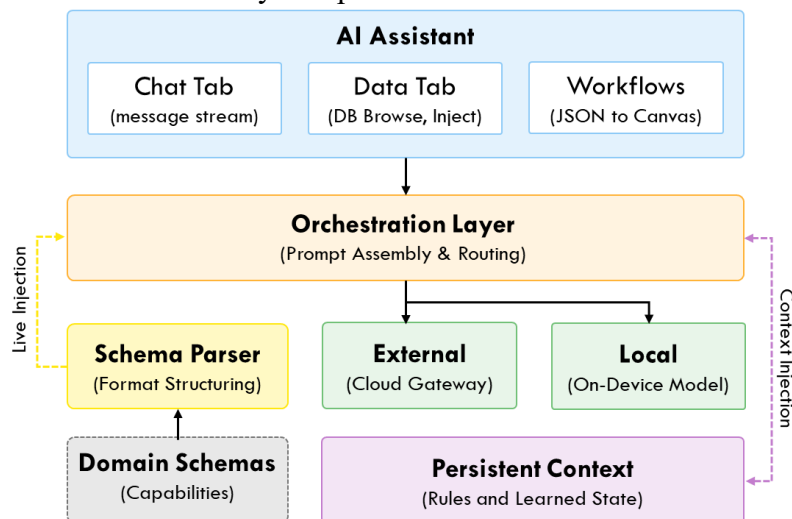 AI Assistant
Chat Tab
(message stream)
Data Tab
(DB Browse, Inject)
Workflows
(JSON to Canvas)
Orchestration Layer
(Prompt Assembly & Routing)
Live Injection
Context Injection
Schema Parser
(Format Structuring)
External
(Cloud Gateway)
Local
(On-Device Model)
Domain Schemas
(Capabilities)
Persistent Context
(Rules and Learned State)